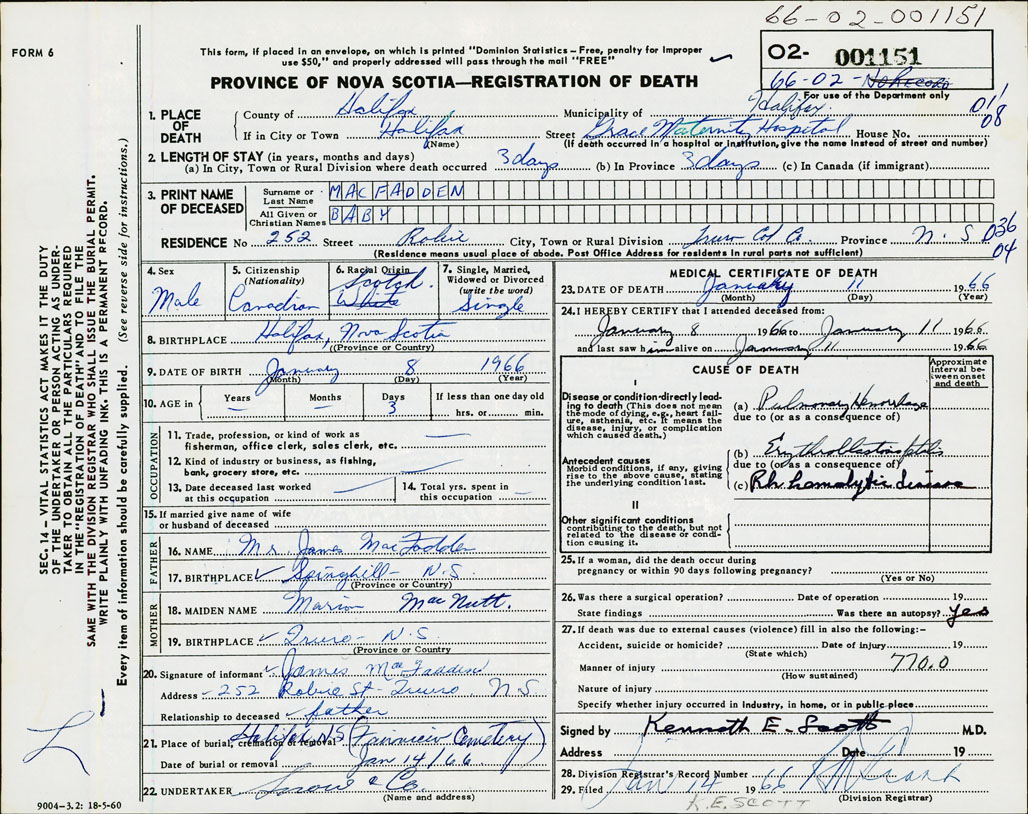 66-02-001151
FORM 6
This form, if placed in an envelope, on which is printed "Dominion Statistics - Free, penalty for improper
use $50," and properly addressed will pass through the mail "FREE"
02- 001151
66-02-No Record
For use of the Department only
PROVINCE OF NOVA SCOTIA—REGISTRATION OF DEATH
1. PLACE OF DEATH
County of Halifax Municipality of Halifax 011
If in City or Town Halifax (Name) Street Grace Maternity Hospital House No. 08
(If death occurred in a hospital or institution, give the name instead of street and number)
2. LENGTH OF STAY (in years, months and days)
(a) In City, Town or Rural Division where death occurred 3 days (b) In Province 3 days (c) In Canada (if immigrant)
3. PRINT NAME OF DECEASED
Surname or Last Name MACFADDEN
All Given or Christian Names BABY
RESIDENCE No 252 Street Robie City, Town or Rural Division Truro Col. Co. Province N. S 036
(Residence means usual place of abode. Post Office Address for residents in rural parts not sufficient) 04
4. Sex Male
5. Citizenship (Nationality) Canadian
6. Racial Origin Scotch White
7. Single, Married, Widowed or Divorced (write the word) Single
8. BIRTHPLACE Halifax, Nova Scotia
(Province or Country)
9. DATE OF BIRTH January 8 1966
(Month) (Day) (Year)
10. AGE in Years — Months — Days 3 If less than one day old
hrs. or min.
OCCUPATION
11. Trade, profession, or kind of work as
fisherman, office clerk, sales clerk, etc. —
12. Kind of industry or business, as fishing,
bank, grocery store, etc. —
13. Date deceased last worked
at this occupation —
14. Total yrs. spent in
this occupation —
15. If married give name of wife
or husband of deceased
FATHER
16. NAME Mr James MacFadden
17. BIRTHPLACE ✓ Springhill - N.S.
(Province or Country)
MOTHER
18. MAIDEN NAME Marion Mac Nutt.
19. BIRTHPLACE ✓ Truro - N.S.
(Province or Country
20. Signature of informant ✓ James MacFadden
Address - 252 Robie St - Truro N S
Relationship to deceased father
21. Place of burial, cremation or removal Halifax, N.S (Fairview Cemetery)
Date of burial or removal Jan 14/66
22. UNDERTAKER Snow & Co.
(Name and address)
MEDICAL CERTIFICATE OF DEATH
23. DATE OF DEATH January 11 1966
(Month) (Day) (Year)
24. I HEREBY CERTIFY that I attended deceased from:
January 8 1966 to January 11 1966
and last saw him alive on January 11 1966
CAUSE OF DEATH
Approximate interval between onset and death
I
Disease or condition directly leading to death (This does not mean the mode of dying, e.g., heart failure, asthenia, etc. It means the disease, injury, or complication which caused death.)
(a) Pulmonary Hemorrhage
due to (or as a consequence of)
Antecedent causes
Morbid conditions, if any, giving rise to the above cause, stating the underlying condition last.
(b) Erythroblastosis fetalis
due to (or as a consequence of)
(c) Rh homolytic disease
II
Other significant conditions
contributing to the death, but not related to the disease or condition causing it.
25. If a woman, did the death occur during
pregnancy or within 90 days following pregnancy?
(Yes or No)
26. Was there a surgical operation? Date of operation 19
State findings Was there an autopsy? Yes
27. If death was due to external causes (violence) fill in also the following:-
Accident, suicide or homicide? Date of injury 19
(State which)
Manner of injury 770.0
(How sustained)
Nature of injury
Specify whether injury occurred in Industry, in home, or in public place
Signed by Kenneth E. Scott M.D.
Address Date 19
28. Division Registrar's Record Number
29. Filed Jan 14 1966
(Division Registrar)
K.E. SCOTT
SEC. 14 - VITAL STATISTICS ACT MAKES IT THE DUTY
OF THE UNDERTAKER OR PERSON ACTING AS UNDER-
TAKER TO OBTAIN ALL THE PARTICULARS REQUIRED
IN THE "REGISTRATION OF DEATH" AND TO FILE THE
SAME WITH THE DIVISION REGISTRAR WHO SHALL ISSUE THE BURIAL PERMIT.
WRITE PLAINLY WITH UNFADING INK. THIS IS A PERMANENT RECORD.
Every item of information should be carefully supplied. (See reverse side for instructions.)
9004-3.2: 18-5-60